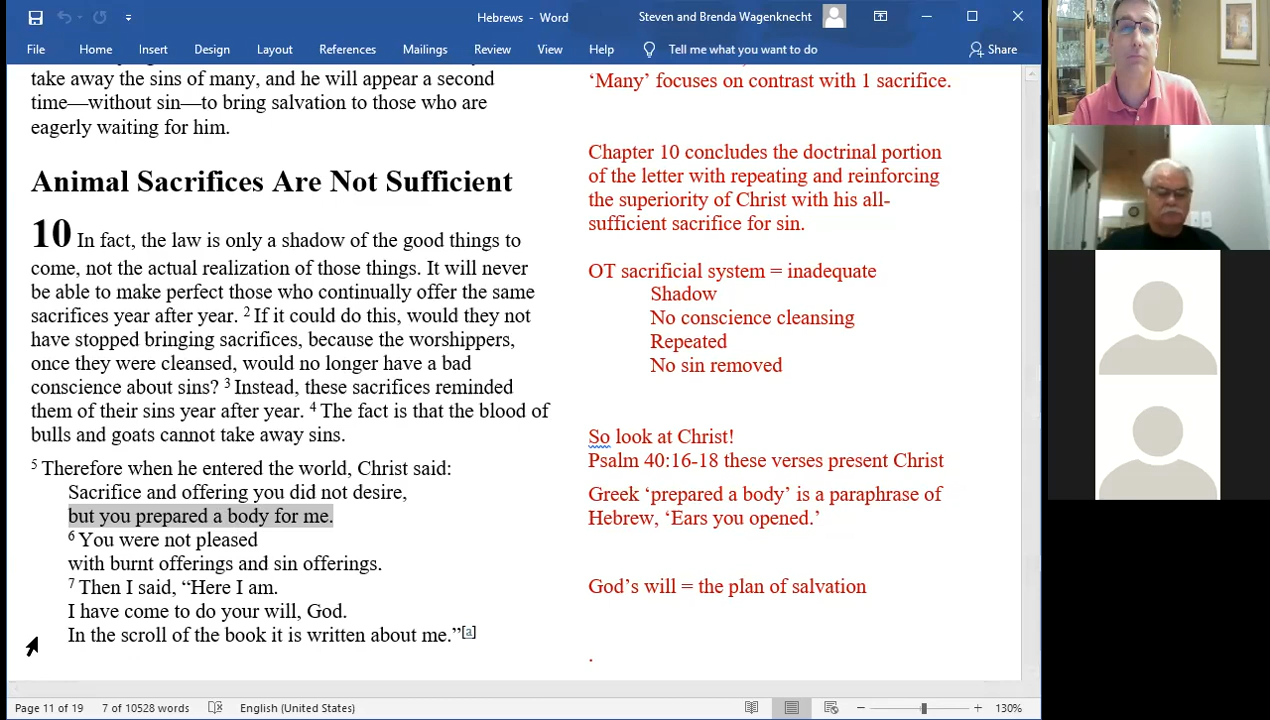 Hebrews - Word
Steven and Brenda Wagenknecht
File Home Insert Design Layout References Mailings Review View Help Tell me what you want to do Share
take away the sins of many, and he will appear a second
time—without sin—to bring salvation to those who are
eagerly waiting for him.
Animal Sacrifices Are Not Sufficient
10 In fact, the law is only a shadow of the good things to
come, not the actual realization of those things. It will never
be able to make perfect those who continually offer the same
sacrifices year after year. 2 If it could do this, would they not
have stopped bringing sacrifices, because the worshippers,
once they were cleansed, would no longer have a bad
conscience about sins? 3 Instead, these sacrifices reminded
them of their sins year after year. 4 The fact is that the blood of
bulls and goats cannot take away sins.
5 Therefore when he entered the world, Christ said:
Sacrifice and offering you did not desire,
but you prepared a body for me.
6 You were not pleased
with burnt offerings and sin offerings.
7 Then I said, “Here I am.
I have come to do your will, God.
In the scroll of the book it is written about me.”[a]
‘Many’ focuses on contrast with 1 sacrifice.
Chapter 10 concludes the doctrinal portion
of the letter with repeating and reinforcing
the superiority of Christ with his all-
sufficient sacrifice for sin.
OT sacrificial system = inadequate
Shadow
No conscience cleansing
Repeated
No sin removed
So look at Christ!
Psalm 40:16-18 these verses present Christ
Greek ‘prepared a body’ is a paraphrase of
Hebrew, ‘Ears you opened.’
God’s will = the plan of salvation
.
Page 11 of 19 7 of 10528 words English (United States) 130%